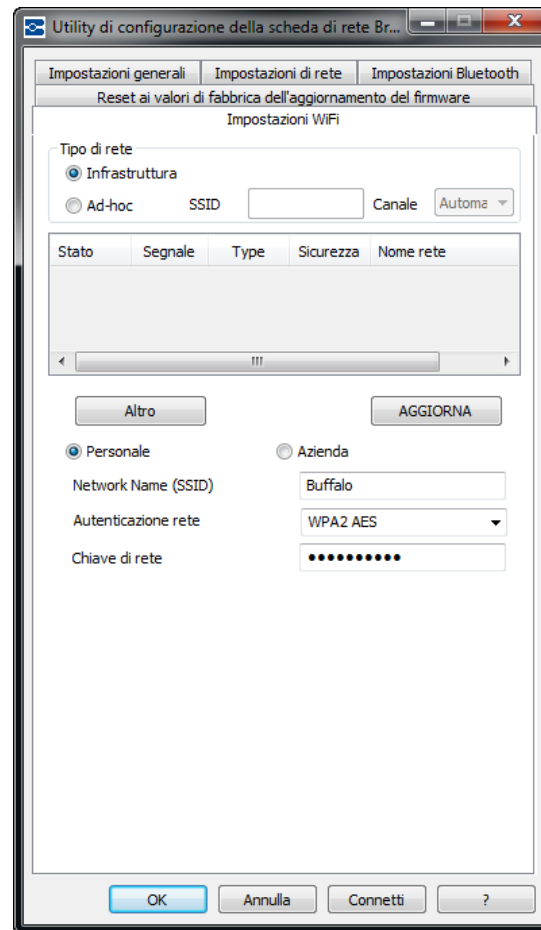 Utility di configurazione della scheda di rete Br...
Impostazioni generali Impostazioni di rete Impostazioni Bluetooth
Reset ai valori di fabbrica dell'aggiornamento del firmware
Impostazioni WiFi
Tipo di rete
Infrastruttura
Ad-hoc SSID Canale Automa
Stato Segnale Type Sicurezza Nome rete
Altro AGGIORNA
Personale Azienda
Network Name (SSID) Buffalo
Autenticazione rete WPA2 AES
Chiave di rete ••••••••••
OK Annulla Connetti ?